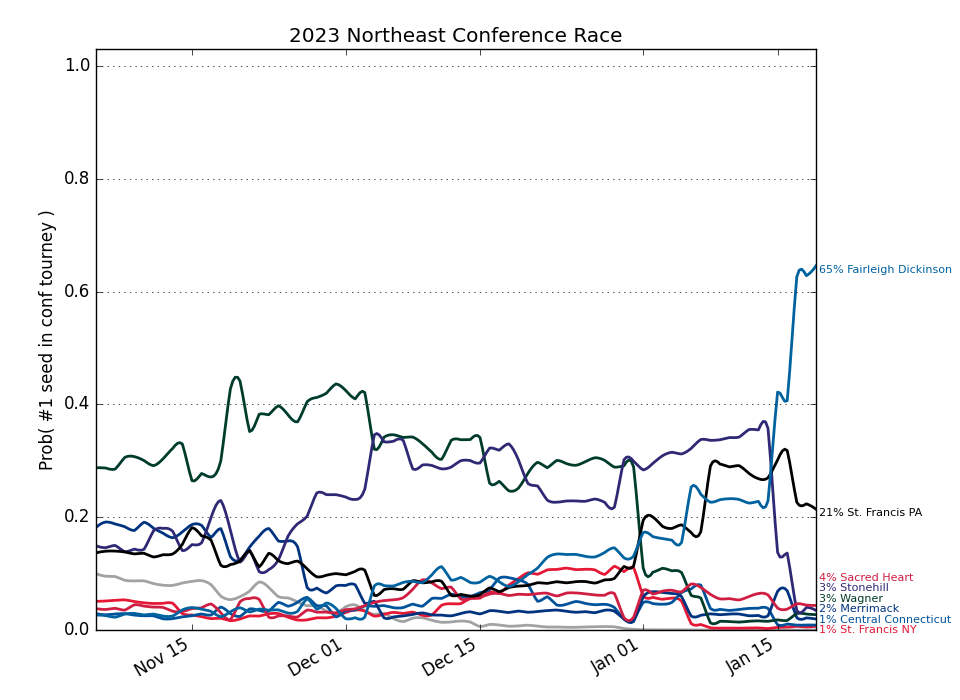 2023 Northeast Conference Race
Prob( #1 seed in conf tourney )
1.0
0.8
0.6
0.4
0.2
0.0
Nov 15
Dec 01
Dec 15
Jan 01
Jan 15
65% Fairleigh Dickinson
21% St. Francis PA
4% Sacred Heart
3% Stonehill
3% Wagner
2% Merrimack
1% Central Connecticut
1% St. Francis NY